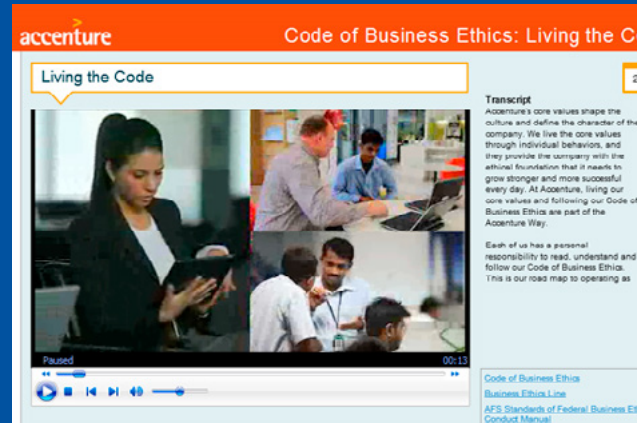 accenture
Code of Business Ethics: Living the Co
Living the Code
2
Transcript
Accenture's core values shape the
culture and define the character of the
company. We live the core values
through individual behaviors, and
they provide the company with the
ethical foundation that it needs to
grow stronger and more successful
every day. At Accenture, living our
core values and following our Code of
Business Ethics are part of the
Accenture Way.
Each of us has a personal
responsibility to read, understand and
follow our Code of Business Ethics.
This is our road map to operating as
Paused
00:13
Code of Business Ethics
Business Ethics Line
AFS Standards of Federal Business Et
Conduct Manual